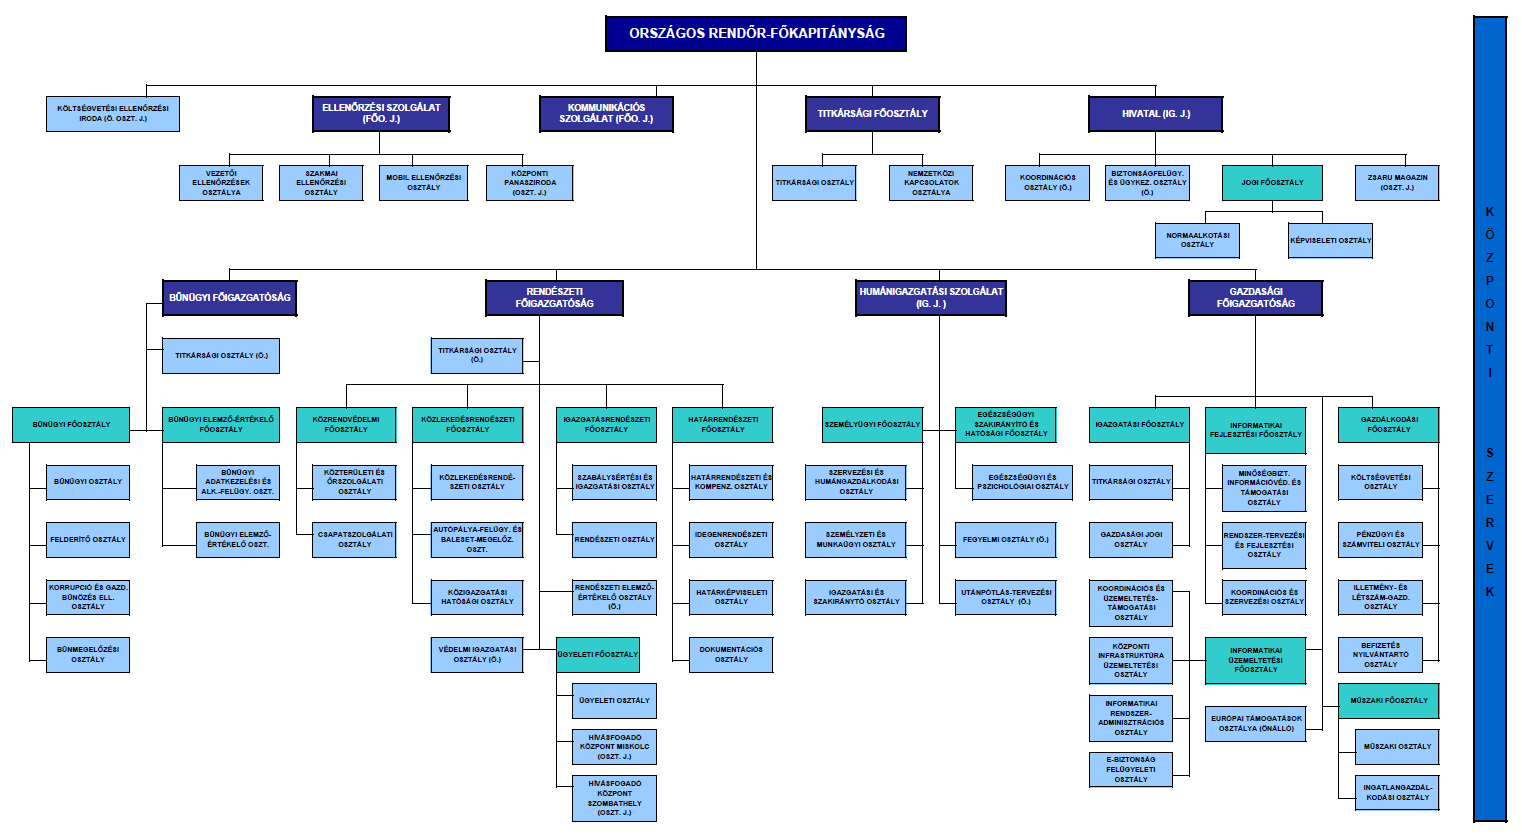 ORSZÁGOS RENDŐR-FŐKAPITÁNYSÁG
KÖLTSÉGVETÉSI ELLENŐRZÉSI
IRODA (Ö. OSZT. J.)
ELLENŐRZÉSI SZOLGÁLAT
(FŐO. J.)
KOMMUNIKÁCIÓS
SZOLGÁLAT (FŐO. J.)
TITKÁRSÁGI FŐOSZTÁLY
HIVATAL (IG. J.)
VEZETŐI
ELLENŐRZÉSEK
OSZTÁLYA
SZAKMAI
ELLENŐRZÉSI
OSZTÁLY
MOBIL ELLENŐRZÉSI
OSZTÁLY
KÖZPONTI
PANASZIRODA
(OSZT. J.)
TITKÁRSÁGI OSZTÁLY
NEMZETKÖZI
KAPCSOLATOK
OSZTÁLYA
KOORDINÁCIÓS
OSZTÁLY (Ö.)
BIZTONSÁGFELÜGY.
ÉS ÜGYKEZ. OSZTÁLY
(Ö.)
JOGI FŐOSZTÁLY
ZSARU MAGAZIN
(OSZT. J.)
NORMAALKOTÁSI
OSZTÁLY
KÉPVISELETI OSZTÁLY
BŰNÜGYI FŐIGAZGATÓSÁG
RENDÉSZETI
FŐIGAZGATÓSÁG
HUMÁNIGAZGATÁSI SZOLGÁLAT
(IG. J. )
GAZDASÁGI
FŐIGAZGATÓSÁG
TITKÁRSÁGI OSZTÁLY (Ö.)
TITKÁRSÁGI OSZTÁLY
(Ö.)
BŰNÜGYI FŐOSZTÁLY
BŰNÜGYI ELEMZŐ-ÉRTÉKELŐ
FŐOSZTÁLY
KÖZRENDVÉDELMI
FŐOSZTÁLY
KÖZLEKEDÉSRENDÉSZETI
FŐOSZTÁLY
IGAZGATÁSRENDÉSZETI
FŐOSZTÁLY
HATÁRRENDÉSZETI
FŐOSZTÁLY
SZEMÉLYÜGYI FŐOSZTÁLY
EGÉSZSÉGÜGYI
SZAKIRÁNYÍTÓ ÉS
HATÓSÁGI FŐOSZTÁLY
IGAZGATÁSI FŐOSZTÁLY
INFORMATIKAI
FEJLESZTÉSI FŐOSZTÁLY
GAZDÁLKODÁSI
FŐOSZTÁLY
BŰNÜGYI OSZTÁLY
BŰNÜGYI
ADATKEZELÉSI ÉS
ALK.-FELÜGY. OSZT.
KÖZTERÜLETI ÉS
ŐRSZOLGÁLATI
OSZTÁLY
KÖZLEKEDÉSRENDÉ-
SZETI OSZTÁLY
SZABÁLYSÉRTÉSI ÉS
IGAZGATÁSI OSZTÁLY
HATÁRRENDÉSZETI ÉS
KOMPENZ. OSZTÁLY
SZERVEZÉSI ÉS
HUMÁNGAZDÁLKODÁSI
OSZTÁLY
EGÉSZSÉGÜGYI ÉS
PSZICHOLÓGIAI OSZTÁLY
TITKÁRSÁGI OSZTÁLY
MINŐSÉGBIZT.
INFORMÁCIÓVÉD. ÉS
TÁMOGATÁSI
OSZTÁLY
KÖLTSÉGVETÉSI
OSZTÁLY
FELDERÍTŐ OSZTÁLY
BŰNÜGYI ELEMZŐ-
ÉRTÉKELŐ OSZT.
CSAPATSZOLGÁLATI
OSZTÁLY
AUTÓPÁLYA-FELÜGY. ÉS
BALESET-MEGELŐZ.
OSZT.
RENDÉSZETI OSZTÁLY
IDEGENRENDÉSZETI
OSZTÁLY
SZEMÉLYZETI ÉS
MUNKAÜGYI OSZTÁLY
FEGYELMI OSZTÁLY (Ö.)
GAZDASÁGI JOGI
OSZTÁLY
RENDSZER-TERVEZÉSI
ÉS FEJLESZTÉSI
OSZTÁLY
PÉNZÜGYI ÉS
SZÁMVITELI OSZTÁLY
KORRUPCIÓ ÉS GAZD.
BŰNÖZÉS ELL.
OSZTÁLY
KÖZIGAZGATÁSI
HATÓSÁGI OSZTÁLY
RENDÉSZETI ELEMZŐ-
ÉRTÉKELŐ OSZTÁLY
(Ö.)
HATÁRKÉPVISELETI
OSZTÁLY
IGAZGATÁSI ÉS
SZAKIRÁNYTÓ OSZTÁLY
UTÁNPÓTLÁS-TERVEZÉSI
OSZTÁLY (Ö.)
KOORDINÁCIÓS ÉS
ÜZEMELTETÉS-
TÁMOGATÁSI
OSZTÁLY
KOORDINÁCIÓS ÉS
SZERVEZÉSI OSZTÁLY
ILLETMÉNY- ÉS
LÉTSZÁM-GAZD.
OSZTÁLY
BŰNMEGELŐZÉSI
OSZTÁLY
VÉDELMI IGAZGATÁSI
OSZTÁLY (Ö.)
ÜGYELETI FŐOSZTÁLY
DOKUMENTÁCIÓS
OSZTÁLY
KÖZPONTI
INFRASTRUKTÚRA
ÜZEMELTETÉSI
OSZTÁLY
INFORMATIKAI
ÜZEMELTETÉSI
FŐOSZTÁLY
BEFIZETÉS
NYILVÁNTARTÓ
OSZTÁLY
ÜGYELETI OSZTÁLY
INFORMATIKAI
RENDSZER-
ADMINISZTRÁCIÓS
OSZTÁLY
EURÓPAI TÁMOGATÁSOK
OSZTÁLYA (ÖNÁLLÓ)
MŰSZAKI FŐOSZTÁLY
HÍVÁSFOGADÓ
KÖZPONT MISKOLC
(OSZT. J.)
E-BIZTONSÁG
FELÜGYELETI
OSZTÁLY
MŰSZAKI OSZTÁLY
HÍVÁSFOGADÓ
KÖZPONT
SZOMBATHELY
(OSZT. J.)
INGATLANGAZDÁL-
KODÁSI OSZTÁLY
KÖZPONTI SZERVEK